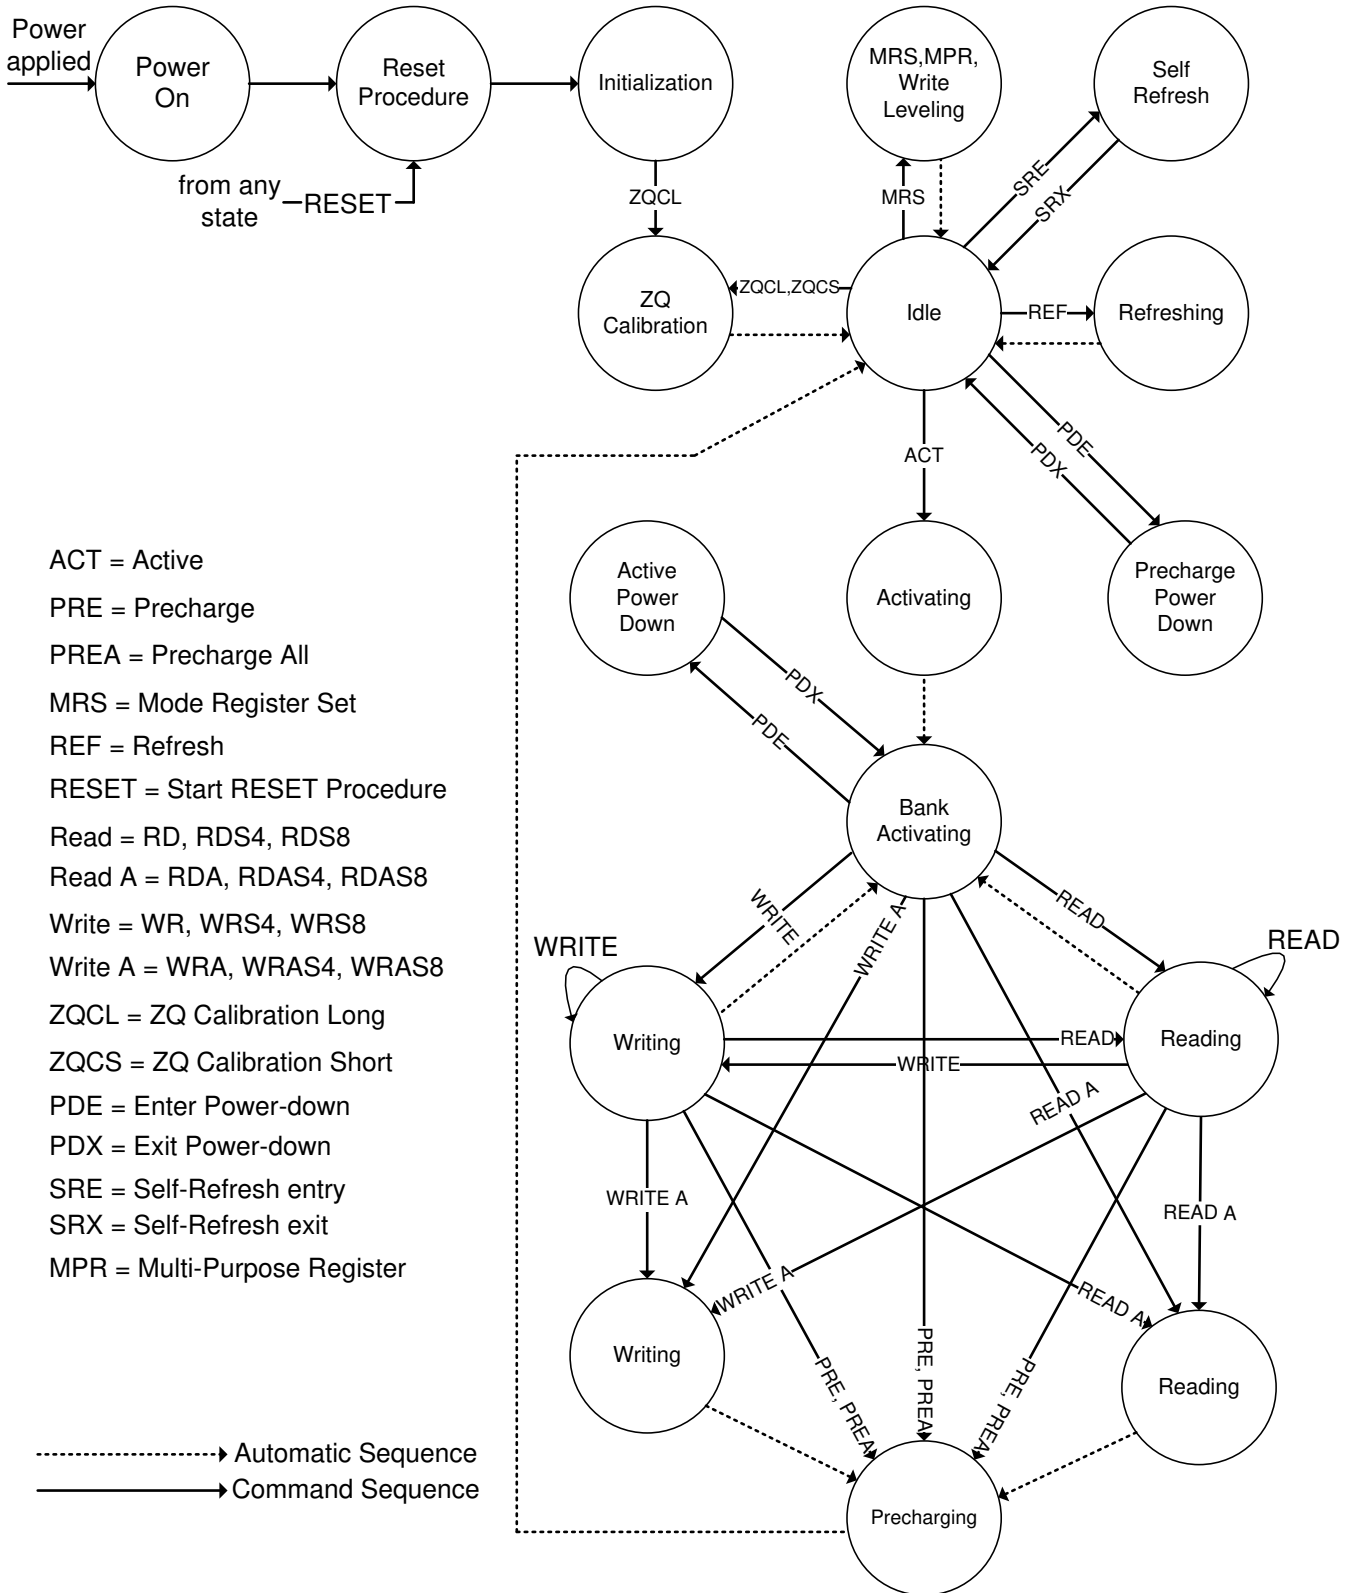 Power
applied
Power
On
Reset
Procedure
Initialization
MRS,MPR,
Write
Leveling
Self
Refresh
from any
state
RESET
ZQCL
MRS
SRE
SRX
ZQ
Calibration
ZQCL,ZQCS
Idle
REF
Refreshing
ACT
PDE
PDX
Active
Power
Down
Activating
Precharge
Power
Down
PDX
PDE
Bank
Activating
WRITE
WRITE A
READ
WRITE
READ
Writing
READ
WRITE
Reading
READ A
WRITE A
READ A
WRITE A
READ A
Writing
PRE, PREA
PRE, PREA
PRE, PREA
Reading
Precharging
ACT = Active
PRE = Precharge
PREA = Precharge All
MRS = Mode Register Set
REF = Refresh
RESET = Start RESET Procedure
Read = RD, RDS4, RDS8
Read A = RDA, RDAS4, RDAS8
Write = WR, WRS4, WRS8
Write A = WRA, WRAS4, WRAS8
ZQCL = ZQ Calibration Long
ZQCS = ZQ Calibration Short
PDE = Enter Power-down
PDX = Exit Power-down
SRE = Self-Refresh entry
SRX = Self-Refresh exit
MPR = Multi-Purpose Register
Automatic Sequence
Command Sequence